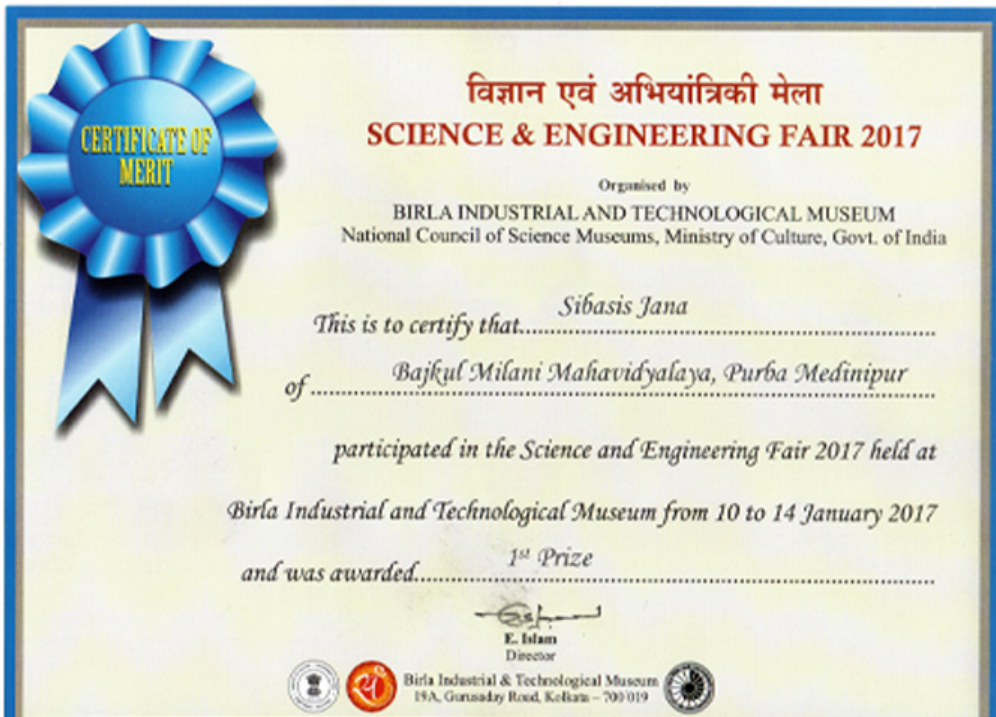 CERTIFICATE OF
MERIT
विज्ञान एवं अभियांत्रिकी मेला
SCIENCE & ENGINEERING FAIR 2017
Organised by
BIRLA INDUSTRIAL AND TECHNOLOGICAL MUSEUM
National Council of Science Museums, Ministry of Culture, Govt. of India
This is to certify that.....Sibasis Jana.....
of.....Bajkul Milani Mahavidyalaya, Purba Medinipur.....
participated in the Science and Engineering Fair 2017 held at
Birla Industrial and Technological Museum from 10 to 14 January 2017
and was awarded.....1st Prize.....
E. Islam
Director
Birla Industrial & Technological Museum
19A, Gurusaday Road, Kolkata – 700 019